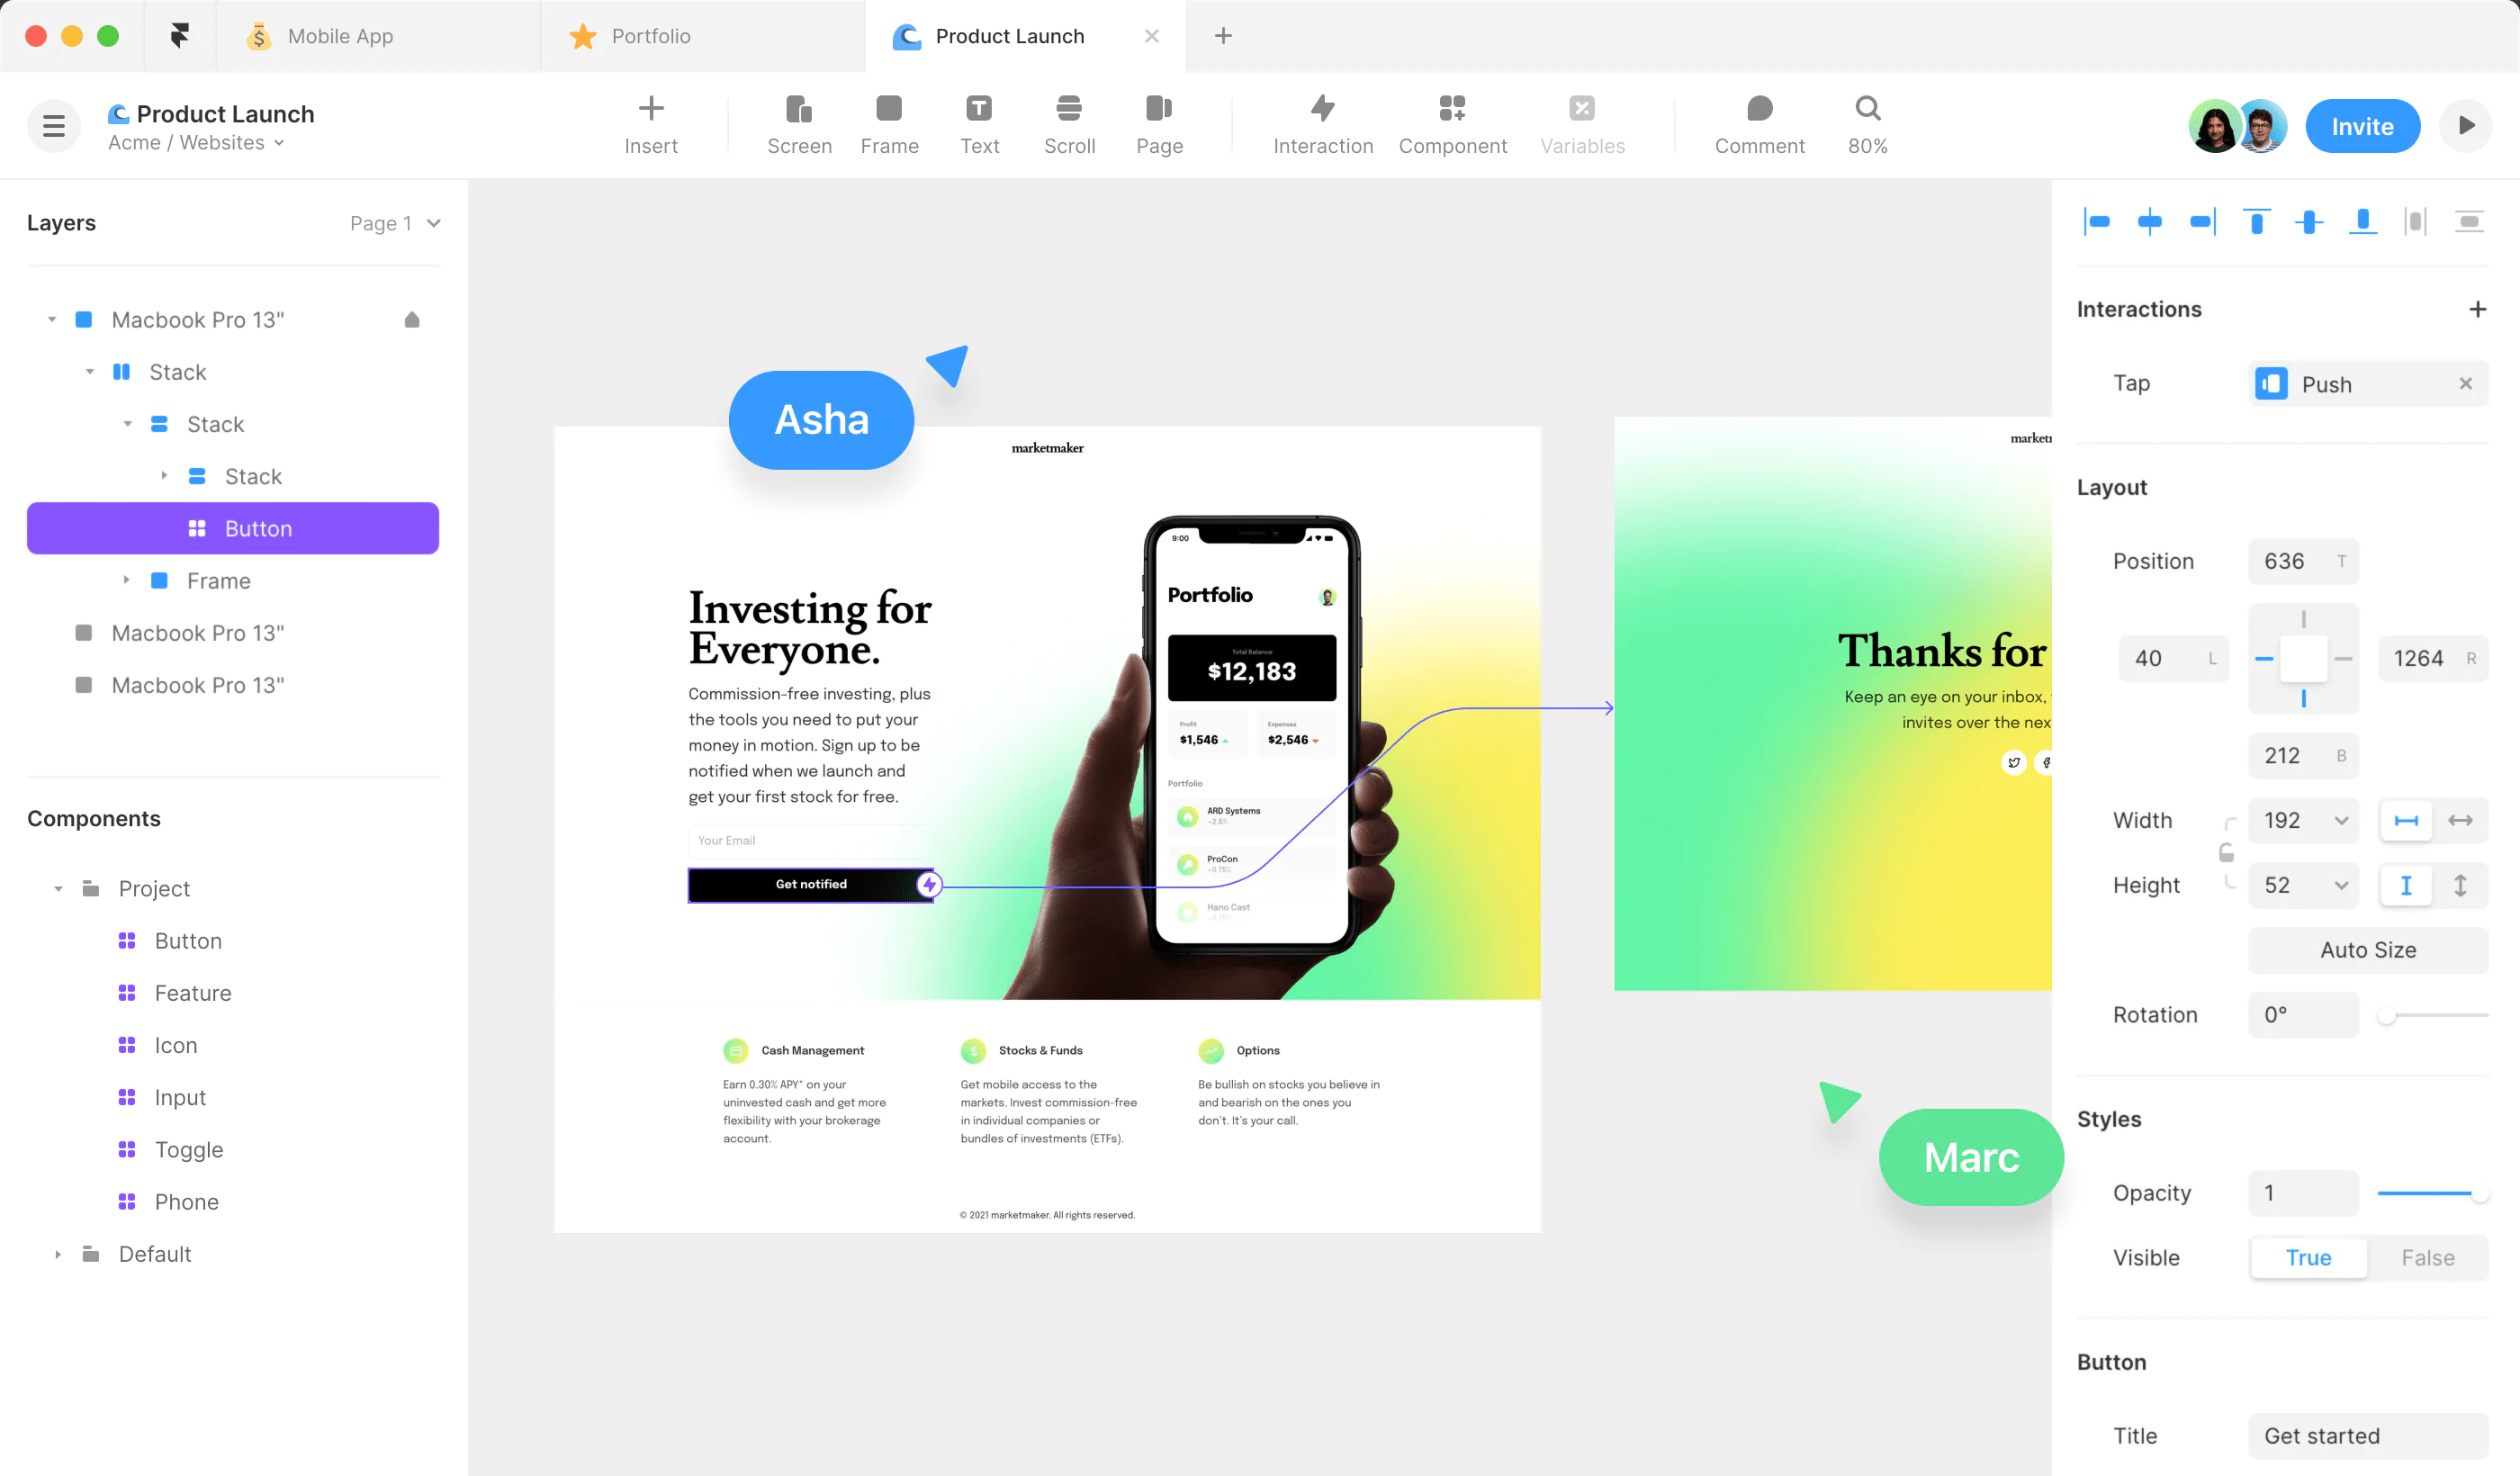 Mobile App
Portfolio
Product Launch
Product Launch
Acme / Websites
Insert
Screen
Frame
Text
Scroll
Page
Interaction
Component
Variables
Comment
80%
Invite
Layers
Page 1
Macbook Pro 13"
Stack
Stack
Stack
Button
Frame
Macbook Pro 13"
Macbook Pro 13"
Components
Project
Button
Feature
Icon
Input
Toggle
Phone
Default
Asha
marketmaker
Investing for
Everyone.
Commission-free investing, plus
the tools you need to put your
money in motion. Sign up to be
notified when we launch and
get your first stock for free.
Your Email
Get notified
9:00
Portfolio
Total Balance
$12,183
Profit
$1,546
Expenses
$2,546
Portfolio
ARD Systems
-2.5%
ProCon
-0.75%
Hano Cast
Cash Management
Earn 0.30% APY* on your
uninvested cash and get more
flexibility with your brokerage
account.
Stocks & Funds
Get mobile access to the
markets. Invest commission-free
in individual companies or
bundles of investments (ETFs).
Options
Be bullish on stocks you believe in
and bearish on the ones you
don't. It's your call.
© 2021 marketmaker. All rights reserved.
Thanks for
Keep an eye on your inbox,
invites over the nex
Marc
Interactions
Tap
Push
Layout
Position
636 T
40 L
1264 R
212 B
Width
192
Height
52
Auto Size
Rotation
0°
Styles
Opacity
1
Visible
True
False
Button
Title
Get started